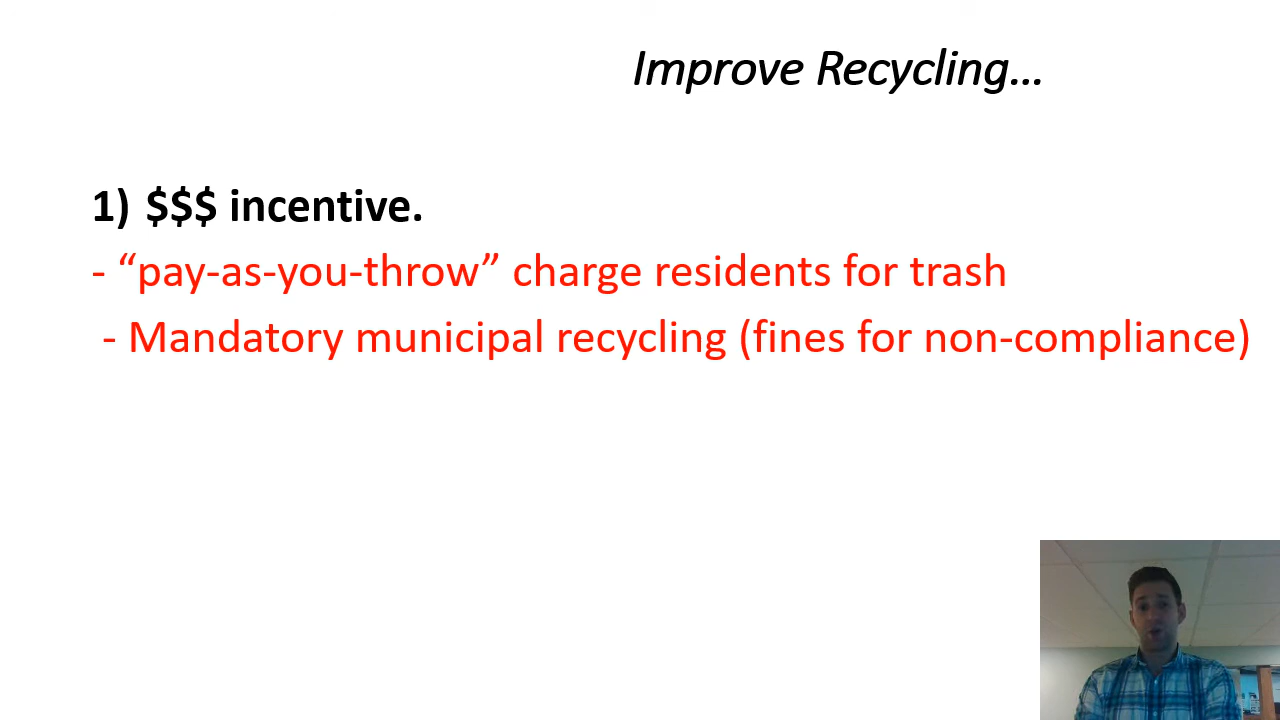 Improve Recycling...
1) $$$ incentive.
- “pay-as-you-throw” charge residents for trash
- Mandatory municipal recycling (fines for non-compliance)